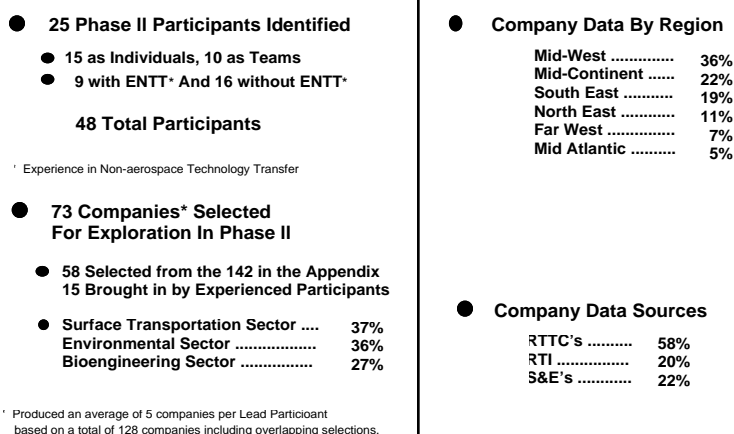 ● 25 Phase II Participants Identified
● 15 as Individuals, 10 as Teams
● 9 with ENTT* And 16 without ENTT*
48 Total Participants
' Experience in Non-aerospace Technology Transfer
● 73 Companies* Selected
For Exploration In Phase II
● 58 Selected from the 142 in the Appendix
15 Brought in by Experienced Participants
● Surface Transportation Sector .... 37%
Environmental Sector .................. 36%
Bioengineering Sector ................ 27%
' Produced an average of 5 companies per Lead Participant
based on a total of 128 companies including overlapping selections.
● Company Data By Region
Mid-West .............. 36%
Mid-Continent ...... 22%
South East ........... 19%
North East ............ 11%
Far West ............... 7%
Mid Atlantic .......... 5%
● Company Data Sources
RTTC's .......... 58%
RTI ................. 20%
S&E's ............ 22%